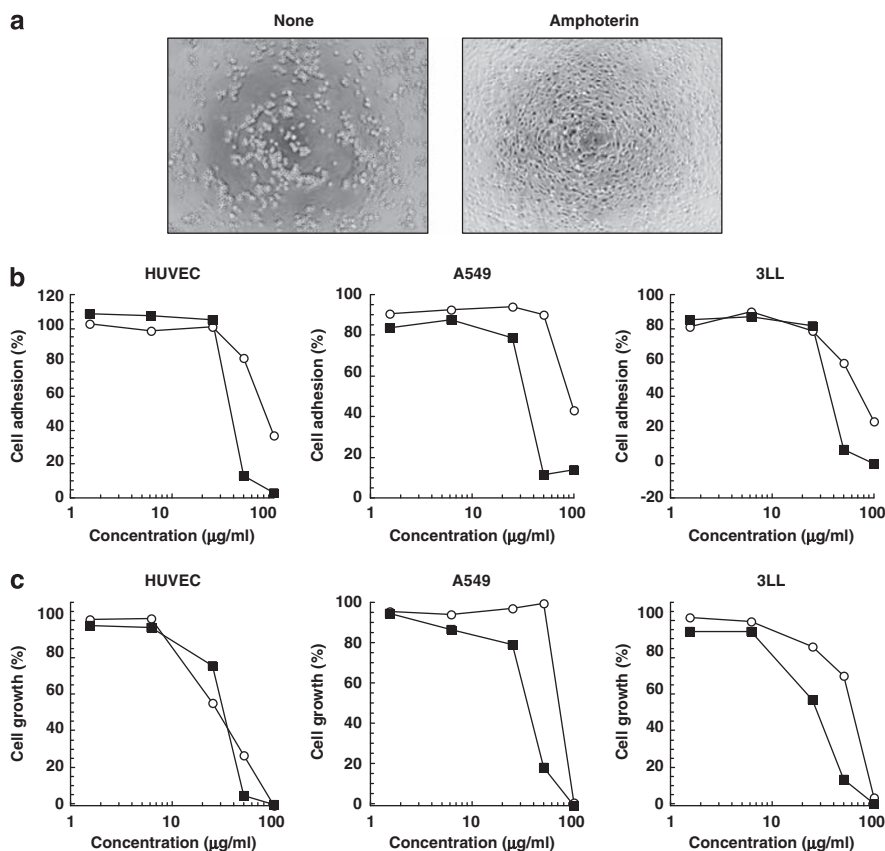 a
None
Amphoterin
b
HUVEC
120
100
80
60
40
20
0
Cell adhesion (%)
1
10
100
Concentration (µg/ml)
A549
100
80
60
40
20
0
Cell adhesion (%)
1
10
100
Concentration (µg/ml)
3LL
100
80
60
40
20
0
-20
Cell adhesion (%)
1
10
100
Concentration (µg/ml)
c
HUVEC
100
80
60
40
20
0
Cell growth (%)
1
10
100
Concentration (µg/ml)
A549
100
80
60
40
20
0
Cell growth (%)
1
10
100
Concentration (µg/ml)
3LL
100
80
60
40
20
0
Cell growth (%)
1
10
100
Concentration (µg/ml)